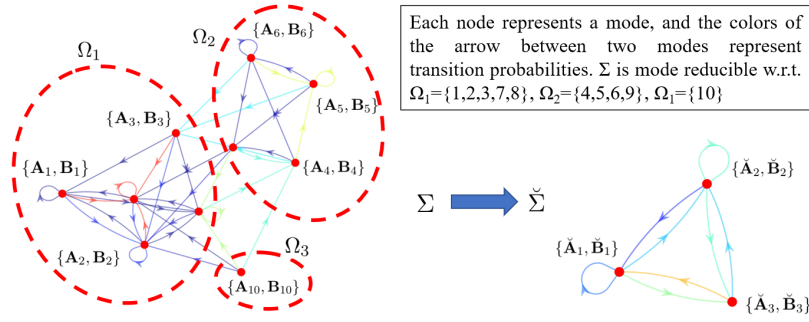 Ω₁
Ω₂
{A₆, B₆}
{A₅, B₅}
{A₃, B₃}
{A₁, B₁}
{A₄, B₄}
{A₂, B₂}
Ω₃
{A₁₀, B₁₀}
Each node represents a mode, and the colors of
the arrow between two modes represent
transition probabilities. Σ is mode reducible w.r.t.
Ω₁={1,2,3,7,8}, Ω₂={4,5,6,9}, Ω₁={10}
Σ
Σ̆
{Ă₂, B̆₂}
{Ă₁, B̆₁}
{Ă₃, B̆₃}